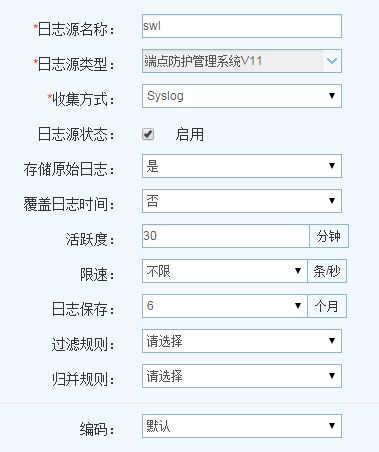 *日志源名称： swl
*日志源类型： 端点防护管理系统V11
*收集方式： Syslog
日志源状态： 启用
存储原始日志： 是
覆盖日志时间： 否
活跃度： 30 分钟
限速： 不限 条/秒
日志保存： 6 个月
过滤规则： 请选择
归并规则： 请选择
编码： 默认